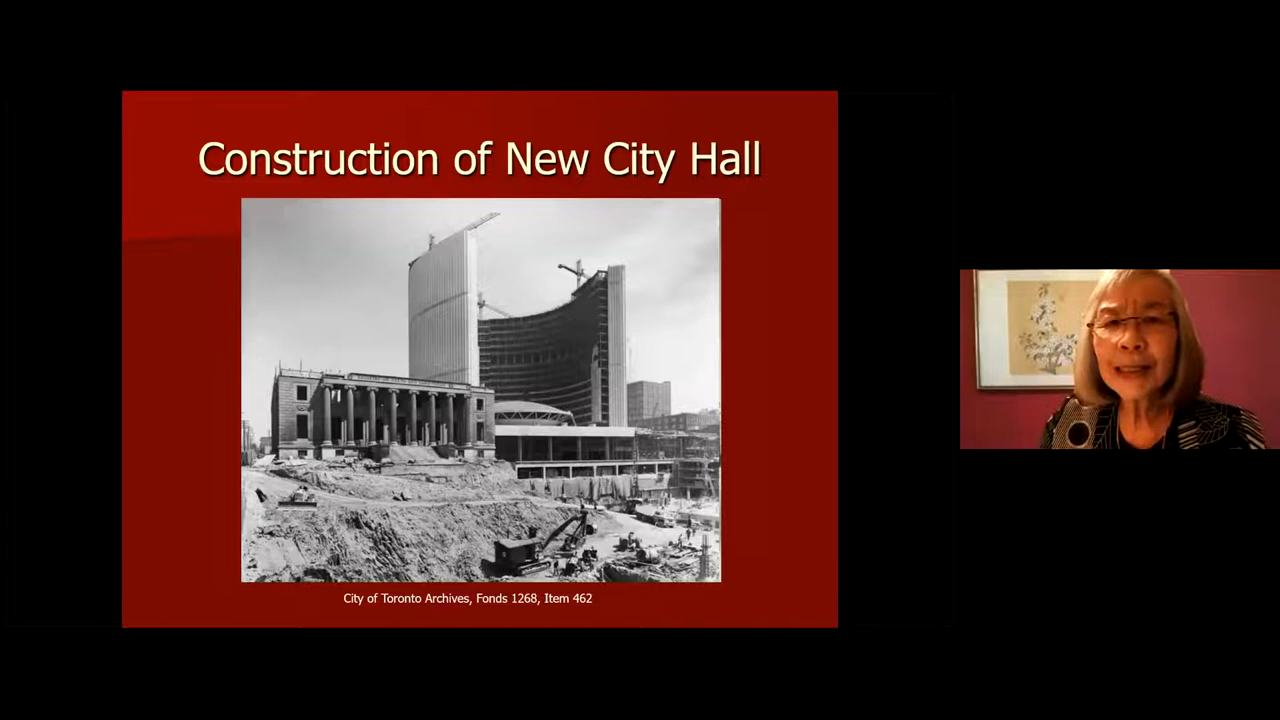 Construction of New City Hall
City of Toronto Archives, Fonds 1268, Item 462